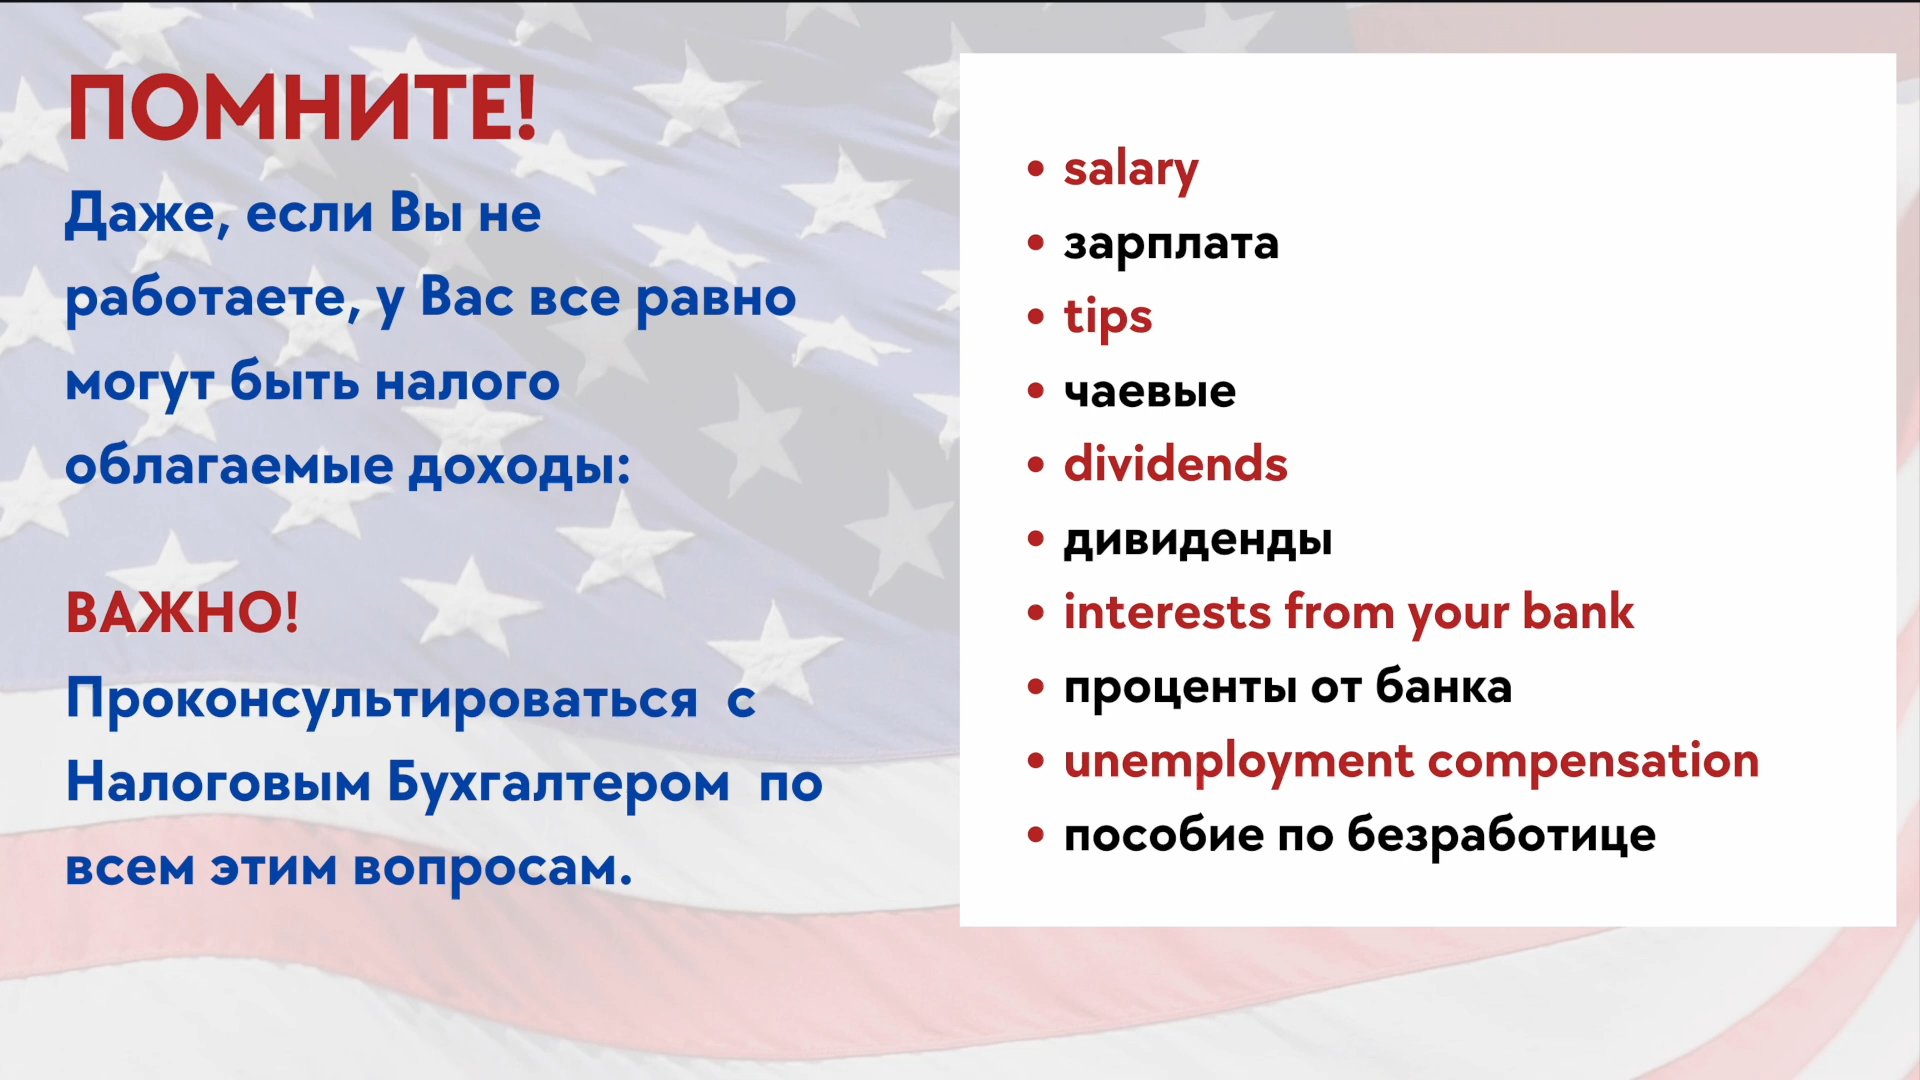 ПОМНИТЕ!
Даже, если Вы не
работаете, у Вас все равно
могут быть налого
облагаемые доходы:
ВАЖНО!
Проконсультироваться  с
Налоговым Бухгалтером  по
всем этим вопросам.
• salary
• зарплата
• tips
• чаевые
• dividends
• дивиденды
• interests from your bank
• проценты от банка
• unemployment compensation
• пособие по безработице